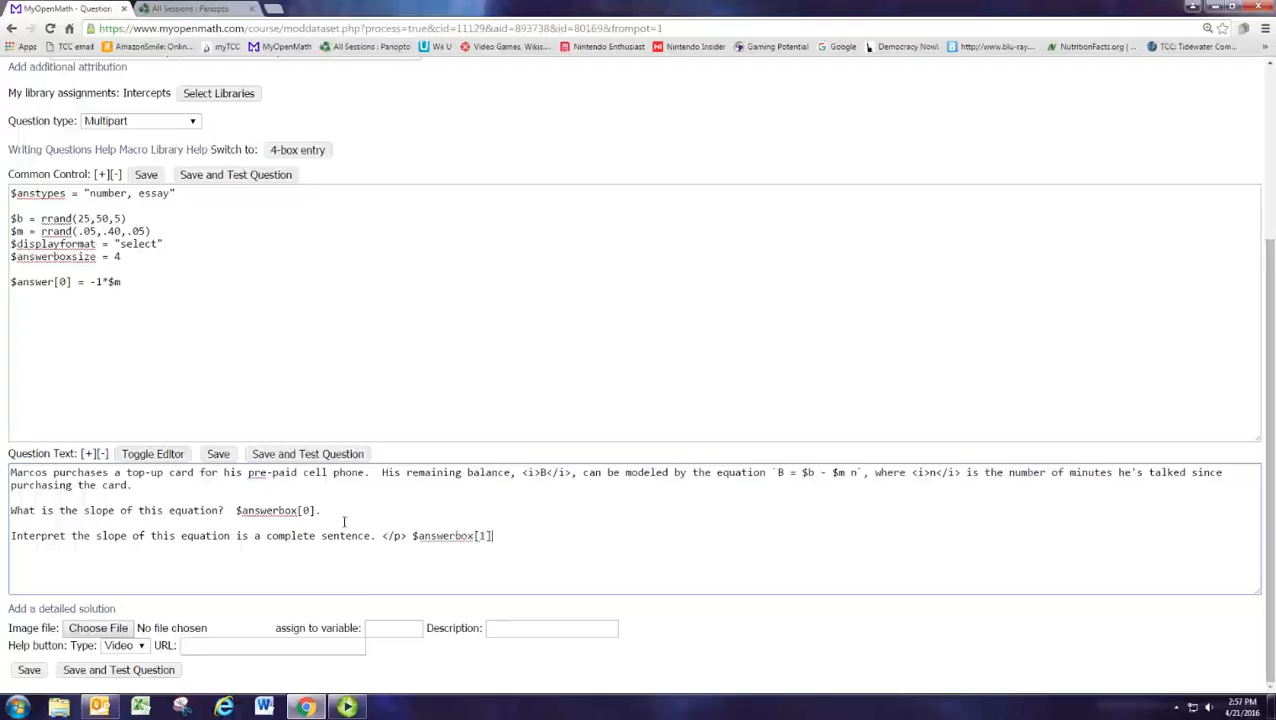 MyOpenMath - Question
All Sessions : Panopto
https://www.myopenmath.com/course/moddataset.php?process=true&cid=11129&aid=893738&id=80169&frompot=1
Apps TCC email AmazonSmile: Onlin... myTCC MyOpenMath All Sessions : Panopto Wii U Video Games, Wikis... Nintendo Enthusiast Nintendo Insider Gaming Potential Google Democracy Now! http://www.blu-ray... NutritionFacts.org |... TCC: Tidewater Com...
Add additional attribution
My library assignments: Intercepts Select Libraries
Question type: Multipart
Writing Questions Help Macro Library Help Switch to: 4-box entry
Common Control: [+][-] Save Save and Test Question
$anstypes = "number, essay"
$b = rrand(25,50,5)
$m = rrand(.05,.40,.05)
$displayformat = "select"
$answerboxsize = 4
$answer[0] = -1*$m
Question Text: [+][-] Toggle Editor Save Save and Test Question
Marcos purchases a top-up card for his pre-paid cell phone. His remaining balance, <i>B</i>, can be modeled by the equation `B = $b - $m n`, where <i>n</i> is the number of minutes he's talked since
purchasing the card.
What is the slope of this equation? $answerbox[0].
Interpret the slope of this equation is a complete sentence. </p> $answerbox[1]
Add a detailed solution
Image file: Choose File No file chosen assign to variable: Description:
Help button: Type: Video URL:
Save Save and Test Question
2:57 PM
4/21/2016